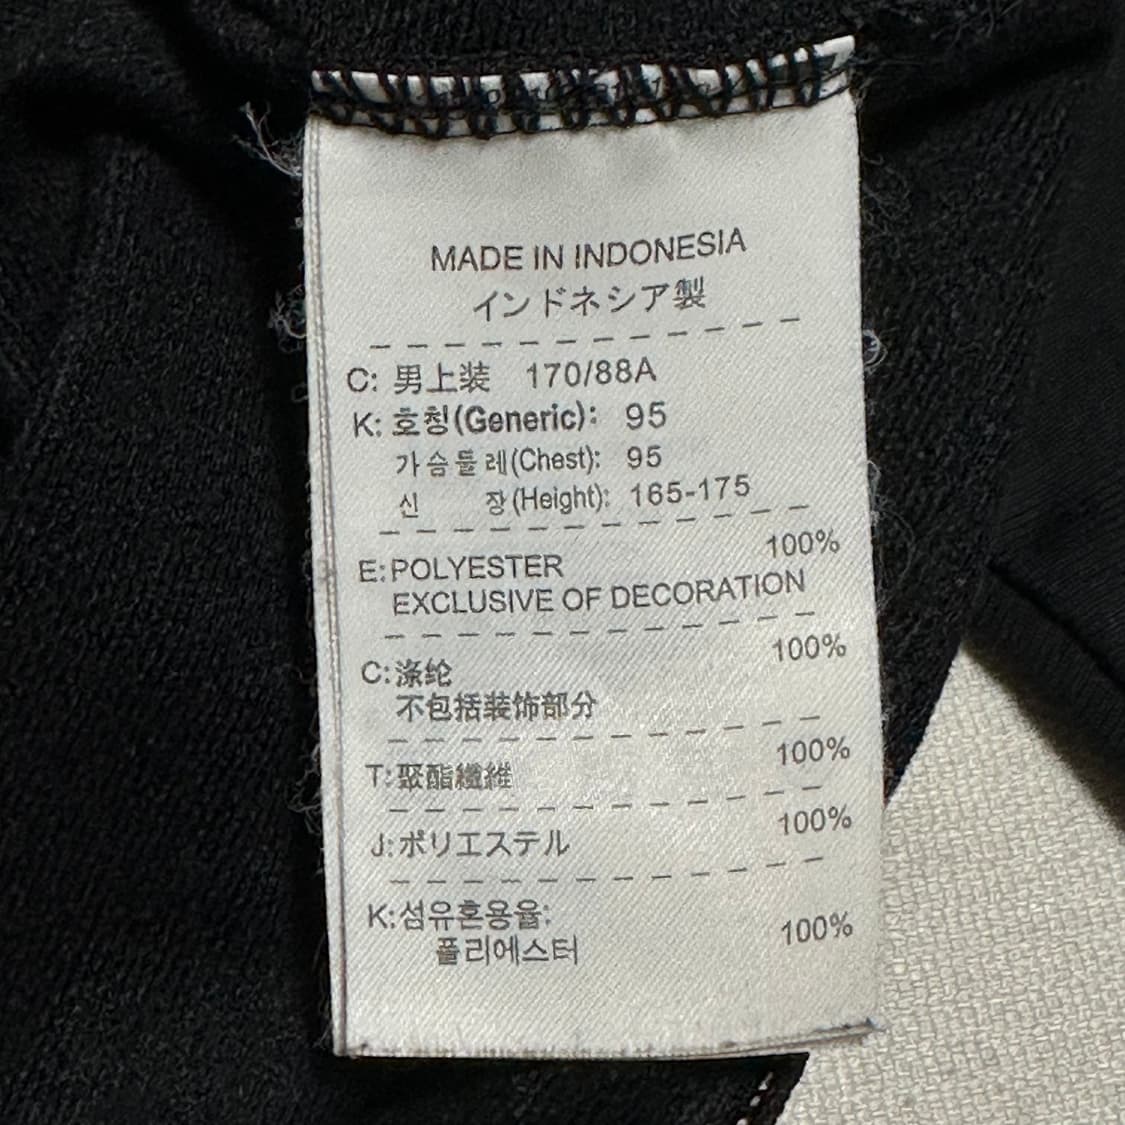 MADE IN INDONESIA
インドネシア製
C: 男上装 170/88A
K: 호칭(Generic): 95
가슴둘레(Chest): 95
신 장(Height): 165-175
E: POLYESTER 100%
EXCLUSIVE OF DECORATION
C: 涤纶 100%
不包括装饰部分
T: 聚酯纖維 100%
J: ポリエステル 100%
K: 섬유혼용율:
폴리에스터 100%